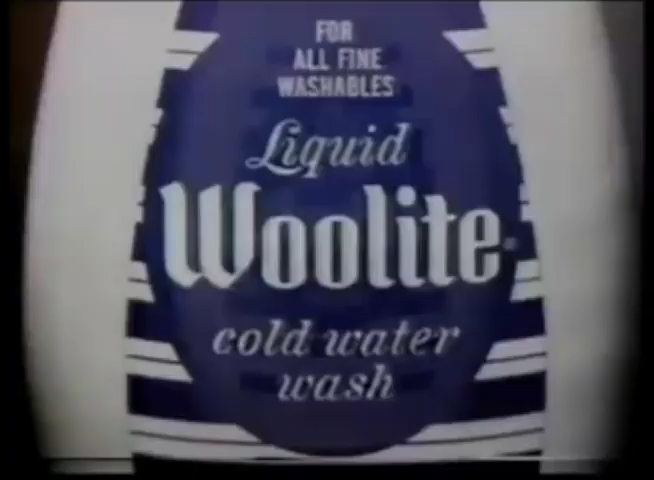 FOR
ALL FINE
WASHABLES
Liquid
Woolite®
cold water
wash